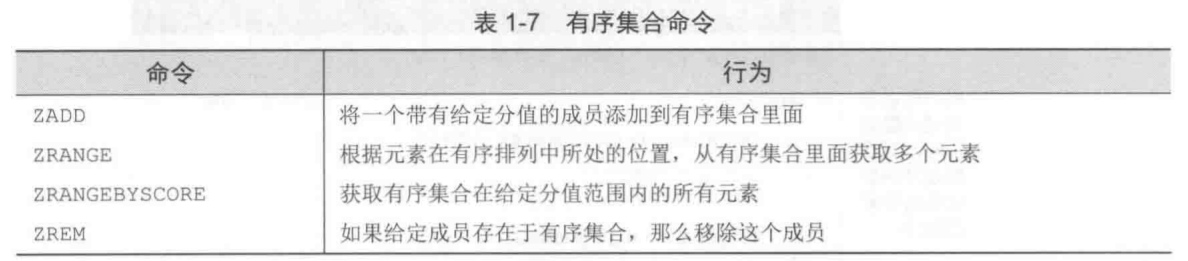 表 1-7 有序集合命令
命令 行为
ZADD 将一个带有给定分值的成员添加到有序集合里面
ZRANGE 根据元素在有序排列中所处的位置，从有序集合里面获取多个元素
ZRANGEBYSCORE 获取有序集合在给定分值范围内的所有元素
ZREM 如果给定成员存在于有序集合，那么移除这个成员